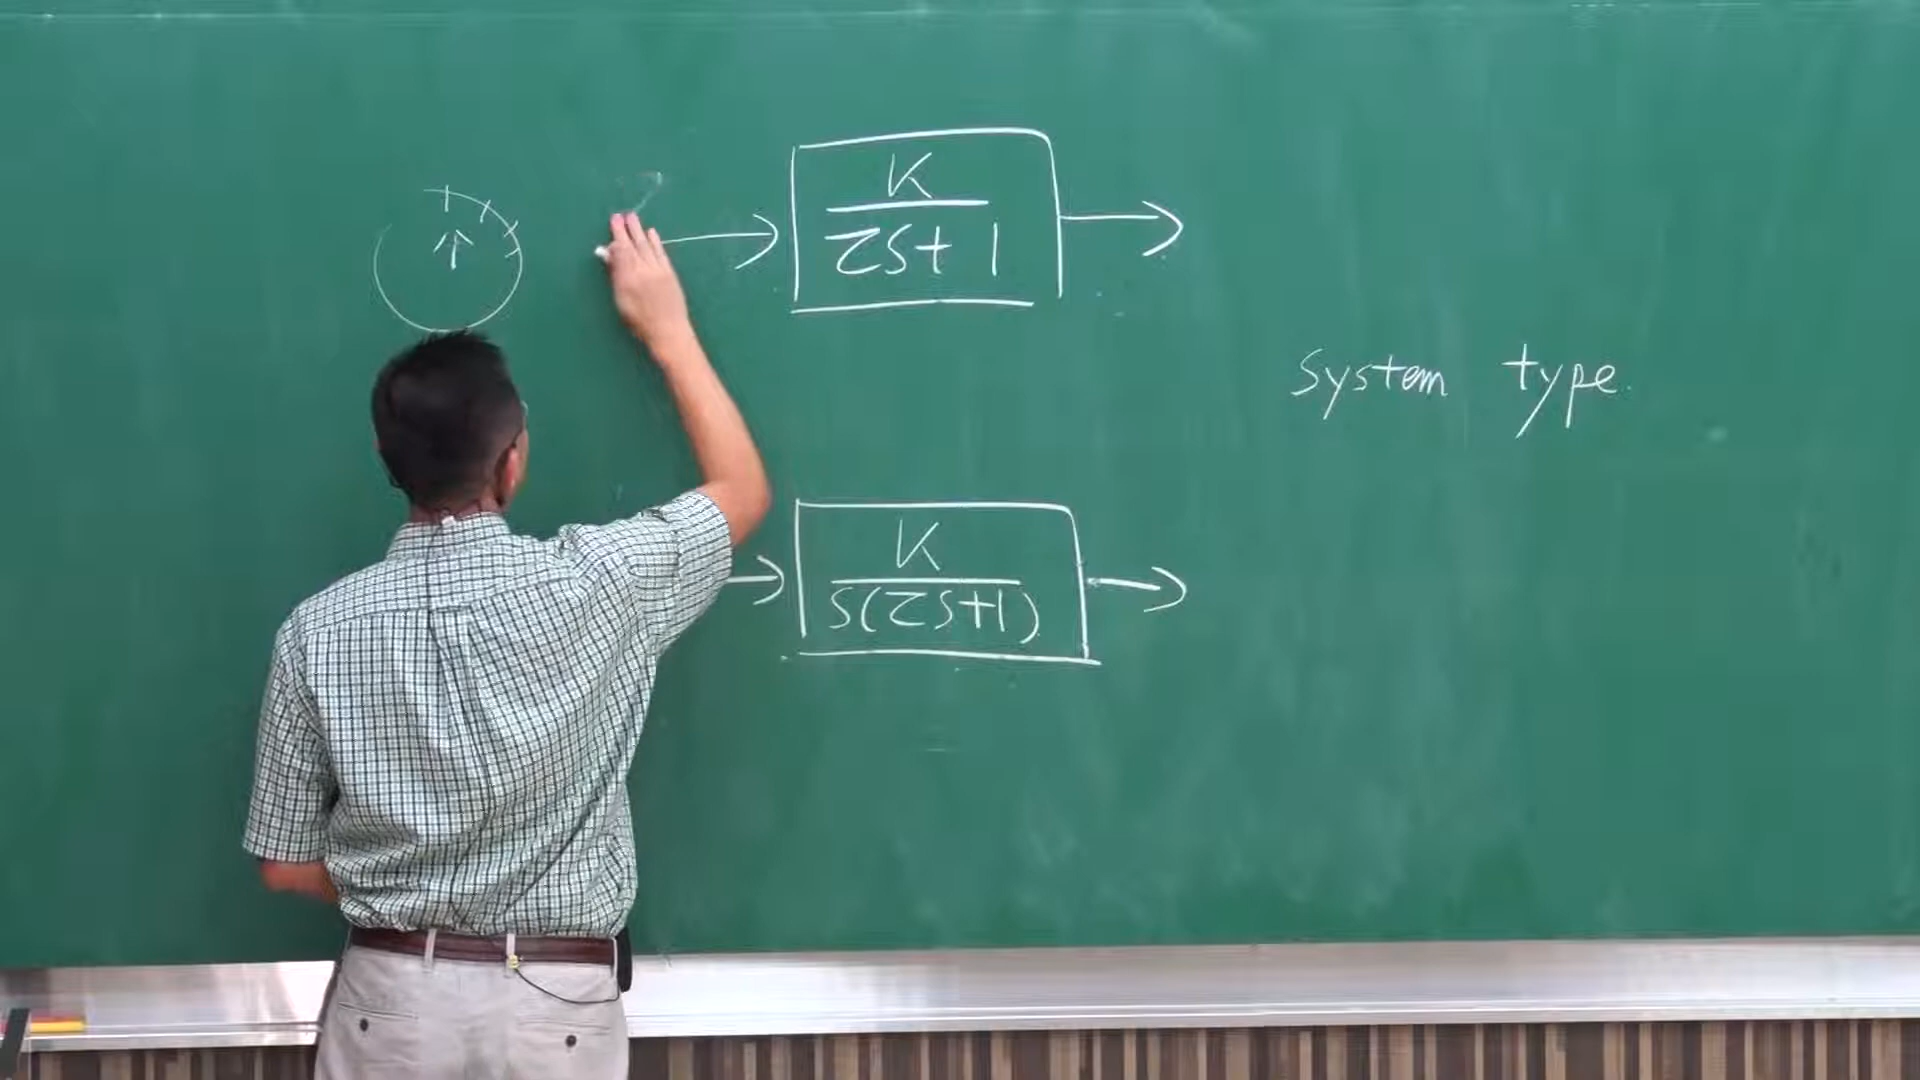 K
τs+1
system type.
K
s(τs+1)